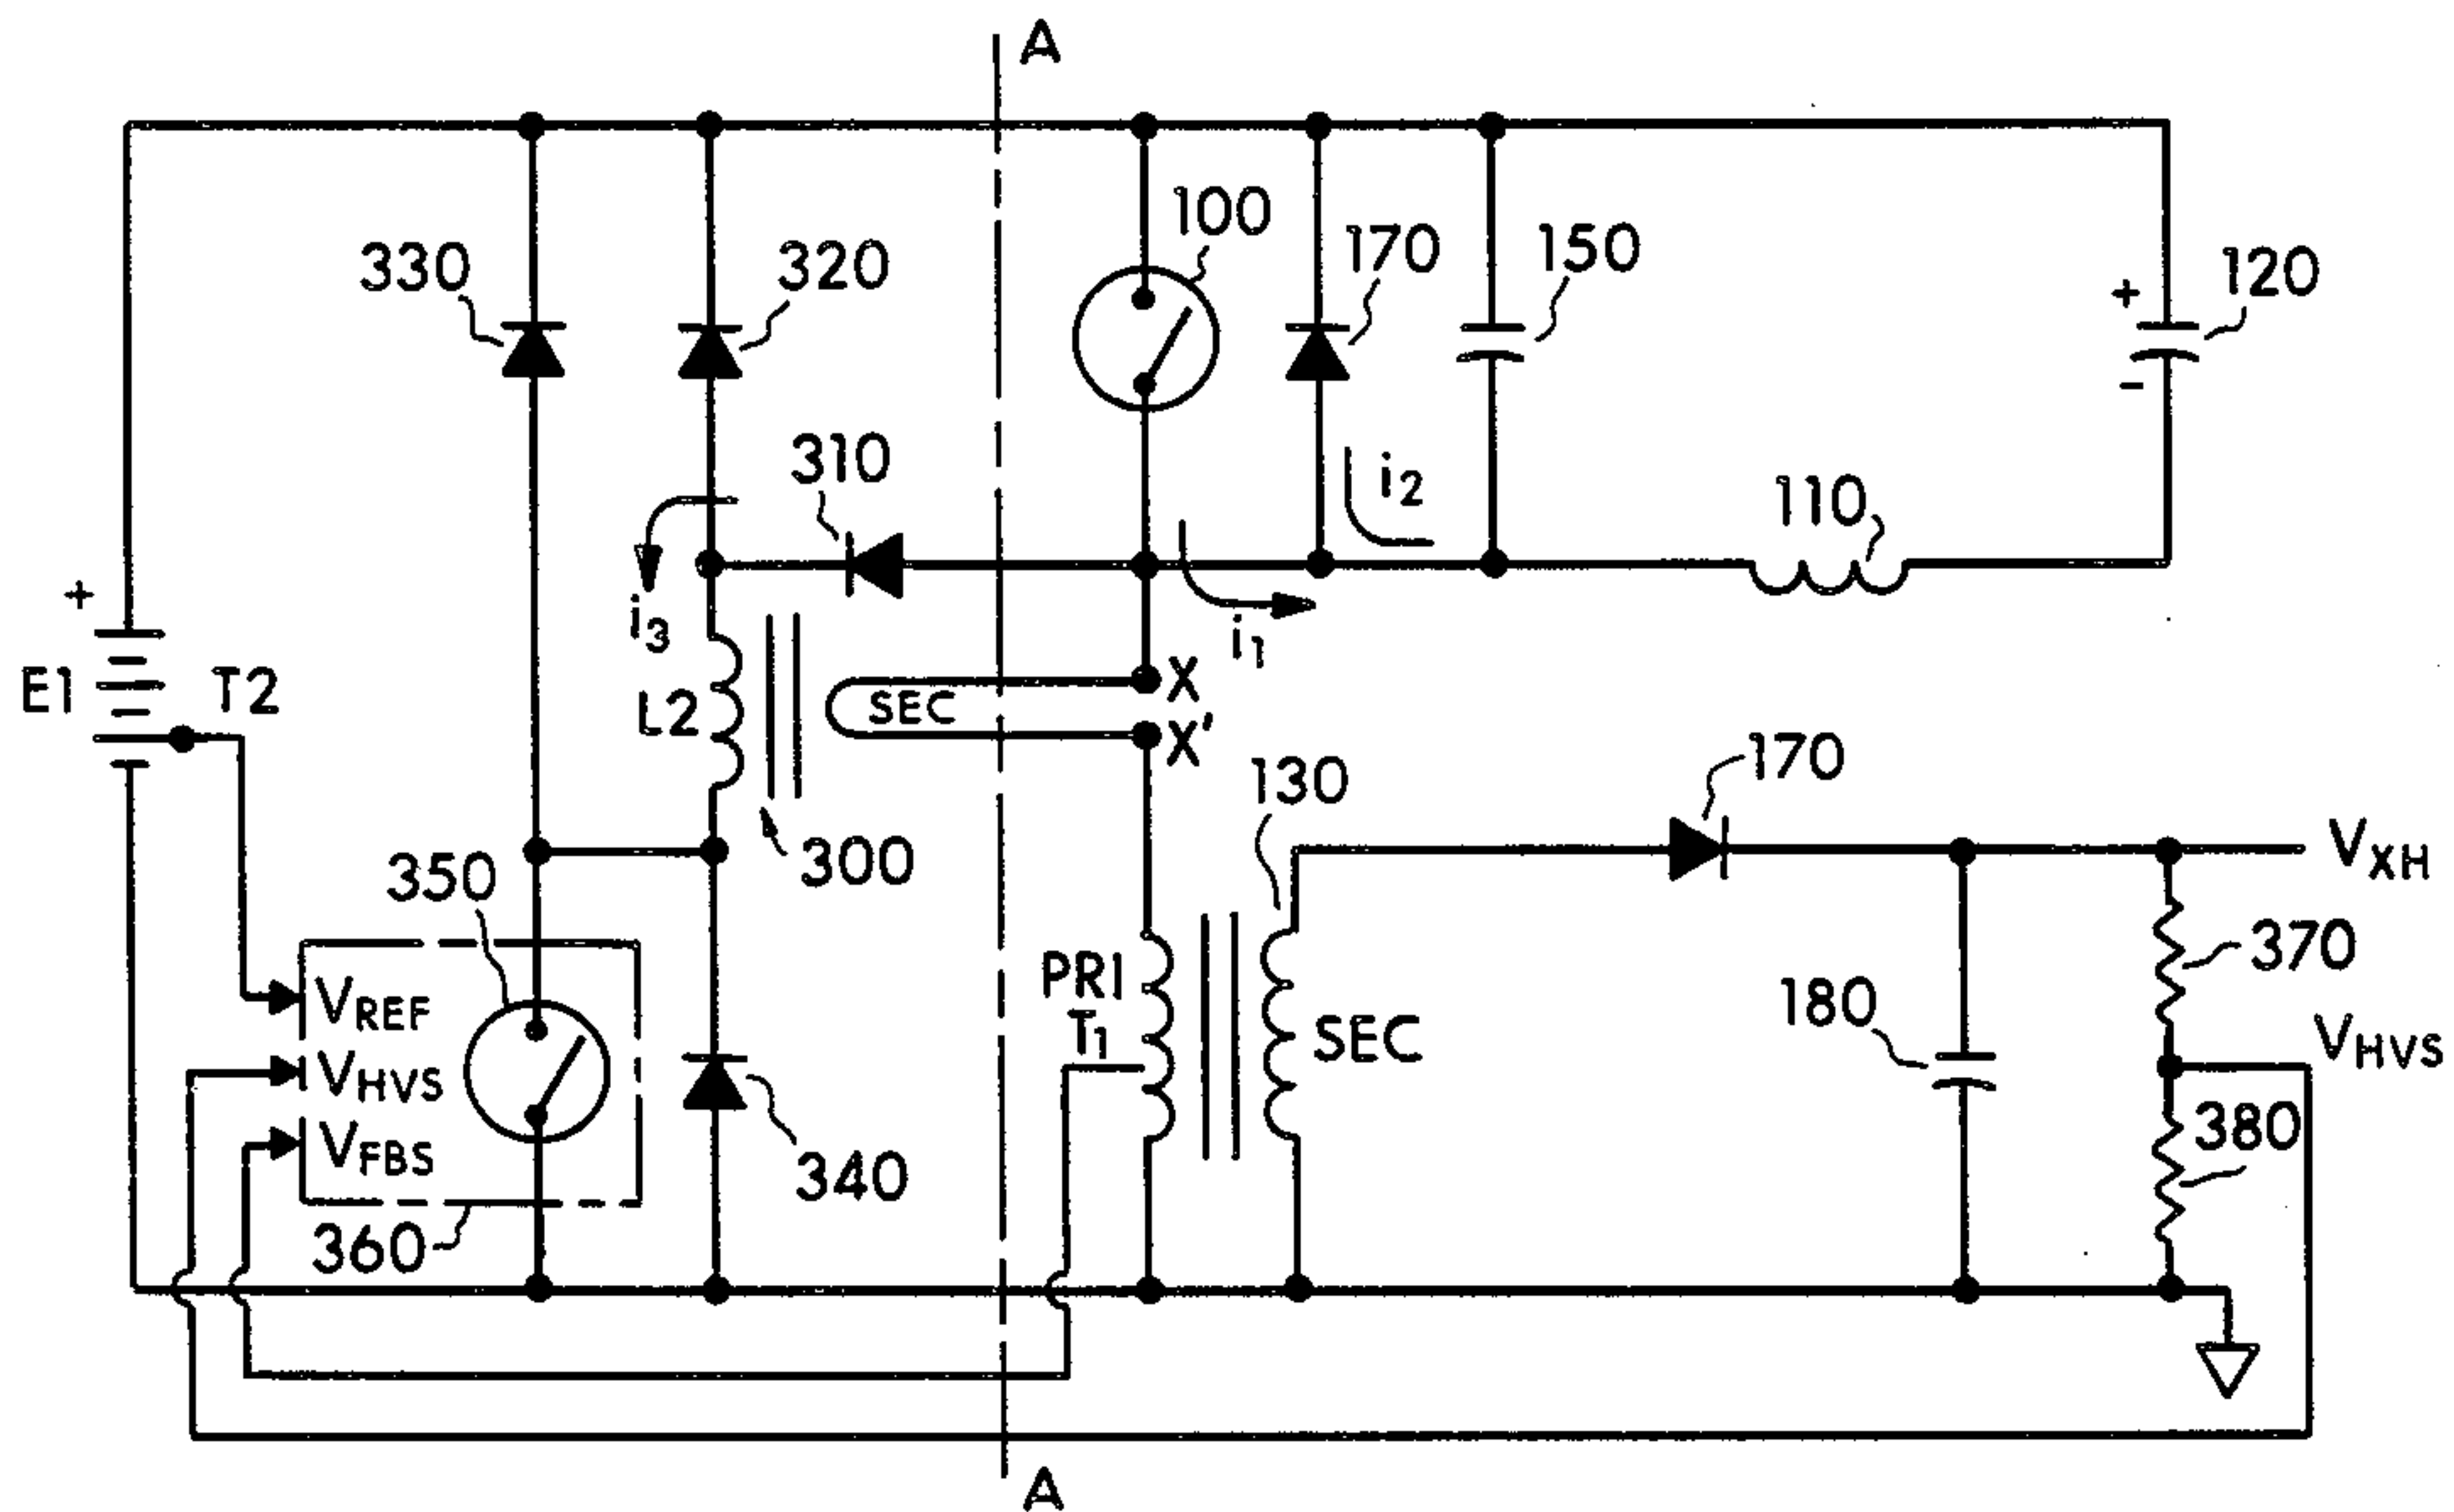 A
100
170
150
120
+
-
330
320
310
i2
110
i3
i1
+
E1
T2
L2
SEC
X
X'
300
130
170
VXH
350
VREF
VHVS
VFBS
PRI
T1
SEC
180
370
VHVS
380
340
360
A